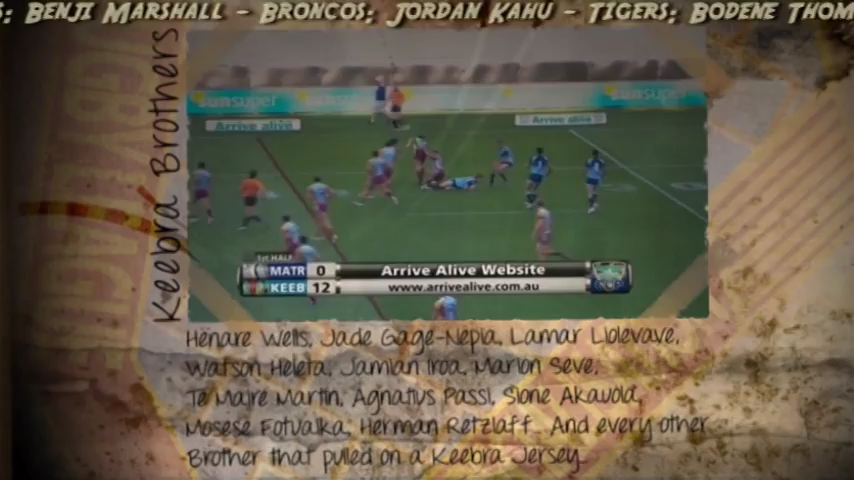 S; BENJI MARSHALL - BRONCOS; JORDAN KAHU - TIGERS; BODENE THOM
Keebra Brothers
sunsuper
sunsuper
Arrive alive
Arrive alive
1st HALF
MATR 0 Arrive Alive Website
KEEB 12 www.arrivealive.com.au
Henare Wells, Jade Gage-Nepia, Lamar Liolevave,
Watson Heleta, Jamian Iroa, Marion Seve,
Te Maire Martin, Agnatius Paasi, Sione Akauola,
Mosese Fotuaika, Herman Retzlaff... And every other
Brother that pulled on a Keebra Jersey...